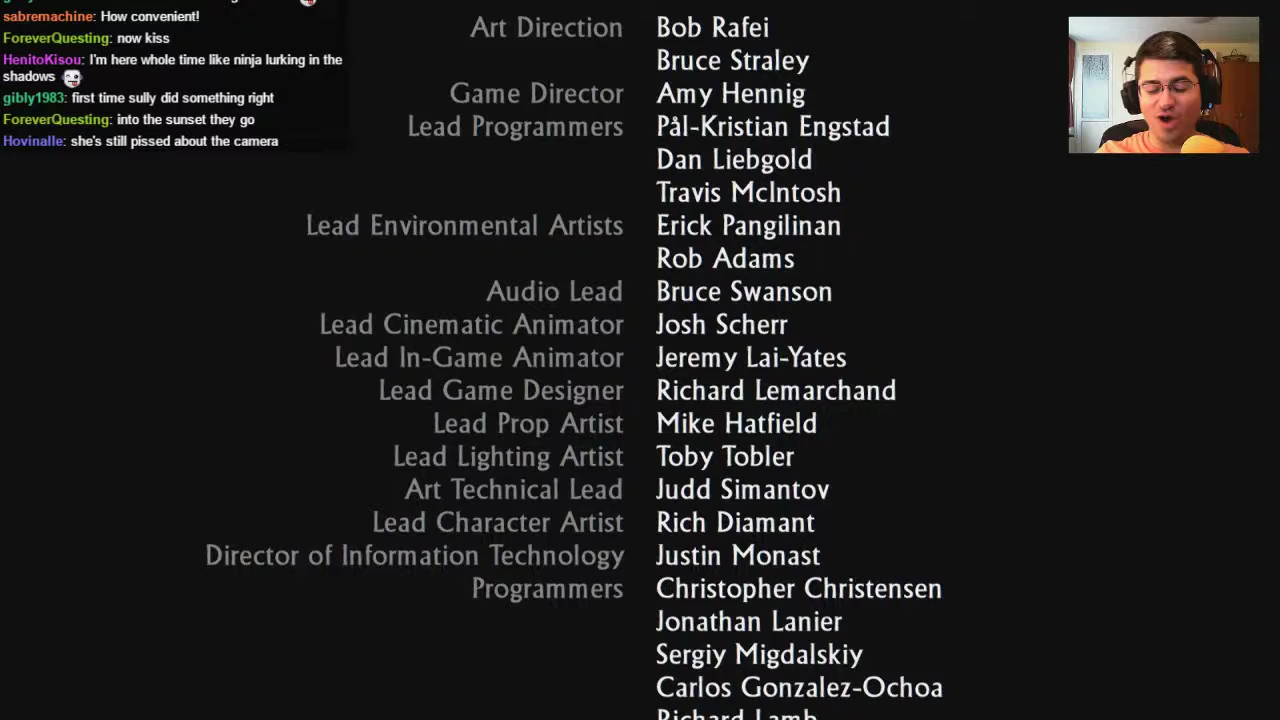 sabremachine: How convenient!
ForeverQuesting: now kiss
HenitoKisou: I'm here whole time like ninja lurking in the
shadows
gibly1983: first time sully did something right
ForeverQuesting: into the sunset they go
Hovinalle: she's still pissed about the camera
Art Direction Bob Rafei
Bruce Straley
Game Director Amy Hennig
Lead Programmers Pål-Kristian Engstad
Dan Liebgold
Travis McIntosh
Lead Environmental Artists Erick Pangilinan
Rob Adams
Audio Lead Bruce Swanson
Lead Cinematic Animator Josh Scherr
Lead In-Game Animator Jeremy Lai-Yates
Lead Game Designer Richard Lemarchand
Lead Prop Artist Mike Hatfield
Lead Lighting Artist Toby Tobler
Art Technical Lead Judd Simantov
Lead Character Artist Rich Diamant
Director of Information Technology Justin Monast
Programmers Christopher Christensen
Jonathan Lanier
Sergiy Migdalskiy
Carlos Gonzalez-Ochoa
Richard Lamb